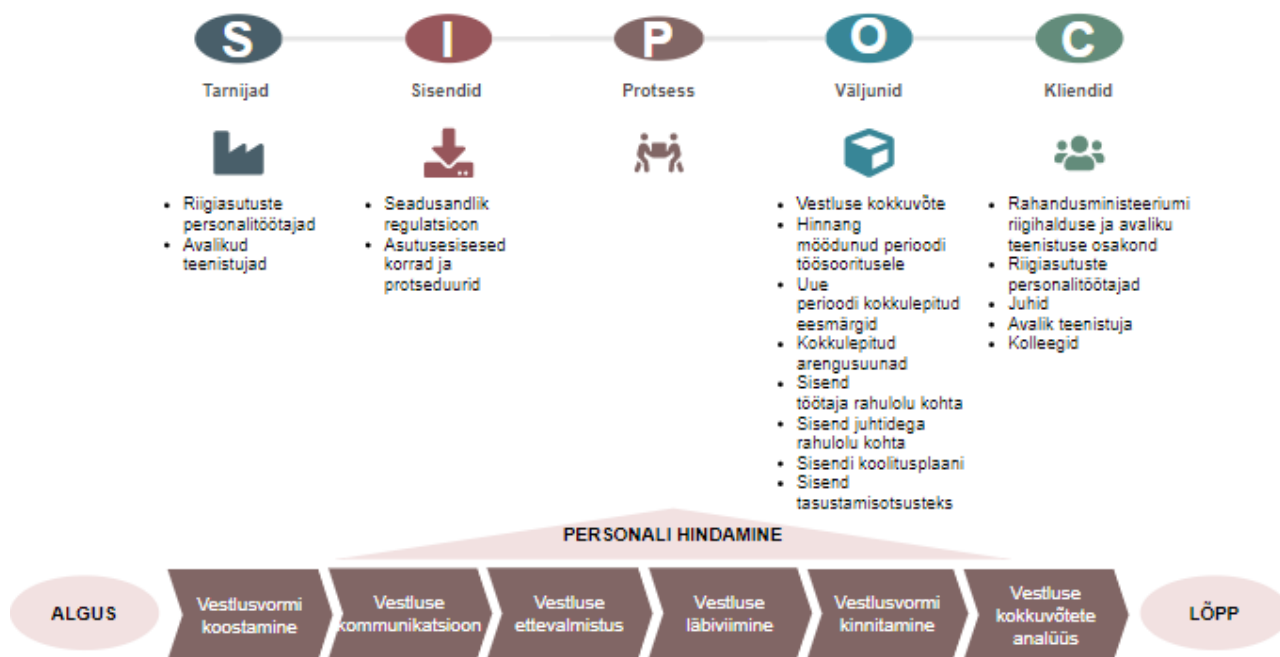 S I P O C
Tarnijad
Sisendid
Protsess
Väljunid
Kliendid
• Riigiasutuste
personalitöötajad
• Avalikud
teenistujad
• Seadusandlik
regulatsioon
• Asutusesisesed
korrad ja
protseduurid
• Vestluse kokkuvõte
• Hinnang
möödunud perioodi
töösooritusele
• Uue
perioodi kokkulepitud
eesmärgid
• Kokkulepitud
arengusuunad
• Sisend
töötaja rahulolu kohta
• Sisend juhtidega
rahulolu kohta
• Sisendi koolitusplaani
• Sisend
tasustamisotsusteks
• Rahandusministeeriumi
riigihalduse ja avaliku
teenistuse osakond
• Riigiasutuste
personalitöötajad
• Juhid
• Avalik teenistuja
• Kolleegid
PERSONALI HINDAMINE
ALGUS
Vestlusvormi
koostamine
Vestluse
kommunikatsioon
Vestluse
ettevalmistus
Vestluse
läbiviimine
Vestlusvormi
kinnitamine
Vestluse
kokkuvõtete
analüüs
LÕPP